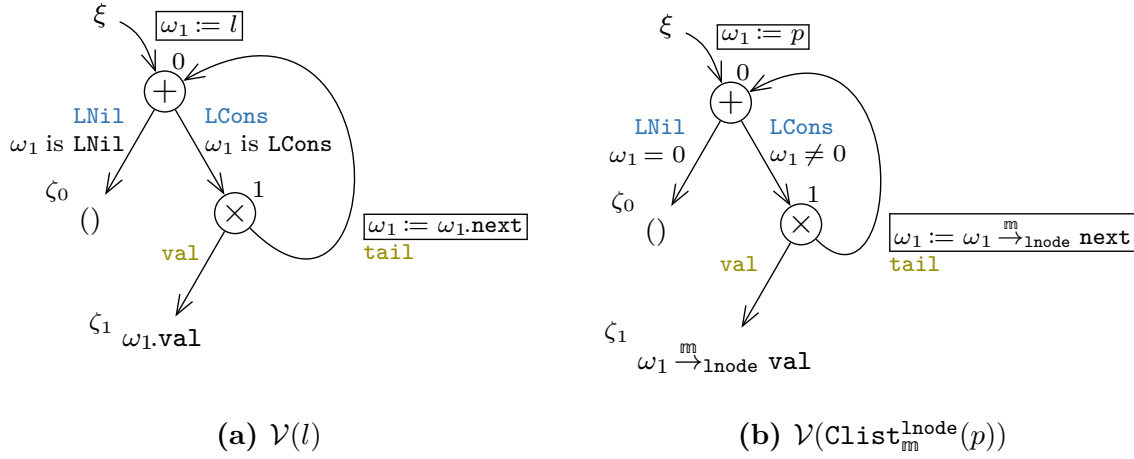 ξ
ω₁ := l
0
+
LNil
ω₁ is LNil
LCons
ω₁ is LCons
ζ₀
()
1
×
val
ω₁ := ω₁.next
tail
ζ₁
ω₁.val
(a) 𝒱(l)
ξ
ω₁ := p
0
+
LNil
ω₁ = 0
LCons
ω₁ ≠ 0
ζ₀
()
1
×
val
ω₁ := ω₁ →ᵐ_lnode next
tail
ζ₁
ω₁ →ᵐ_lnode val
(b) 𝒱(Clist_𝕞^lnode(p))